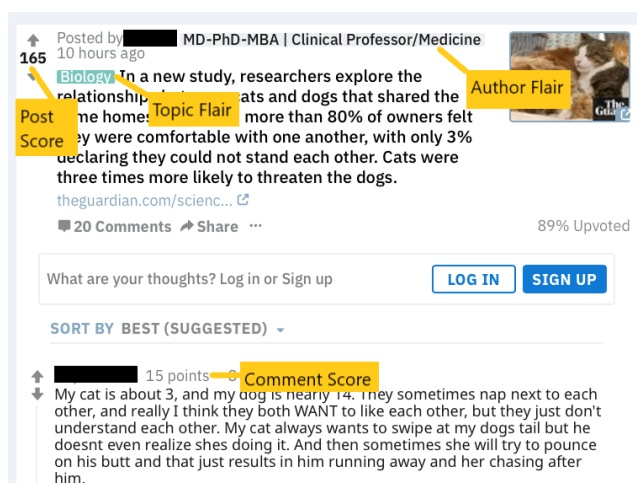 Posted by MD-PhD-MBA | Clinical Professor/Medicine
165 10 hours ago
Biology In a new study, researchers explore the
Author Flair
relationship cats and dogs that shared the
Topic Flair
Post
Score
homes more than 80% of owners felt
they were comfortable with one another, with only 3%
declaring they could not stand each other. Cats were
three times more likely to threaten the dogs.
The
theguardian.com/scienc...
20 Comments Share ···
89% Upvoted
What are your thoughts? Log in or Sign up
LOG IN
SIGN UP
SORT BY BEST (SUGGESTED)
15 points
Comment Score
My cat is about 3, and my dog is nearly 14. They sometimes nap next to each
other, and really I think they both WANT to like each other, but they just don't
understand each other. My cat always wants to swipe at my dogs tail but he
doesnt even realize shes doing it. And then sometimes she will try to pounce
on his butt and that just results in him running away and her chasing after
him.